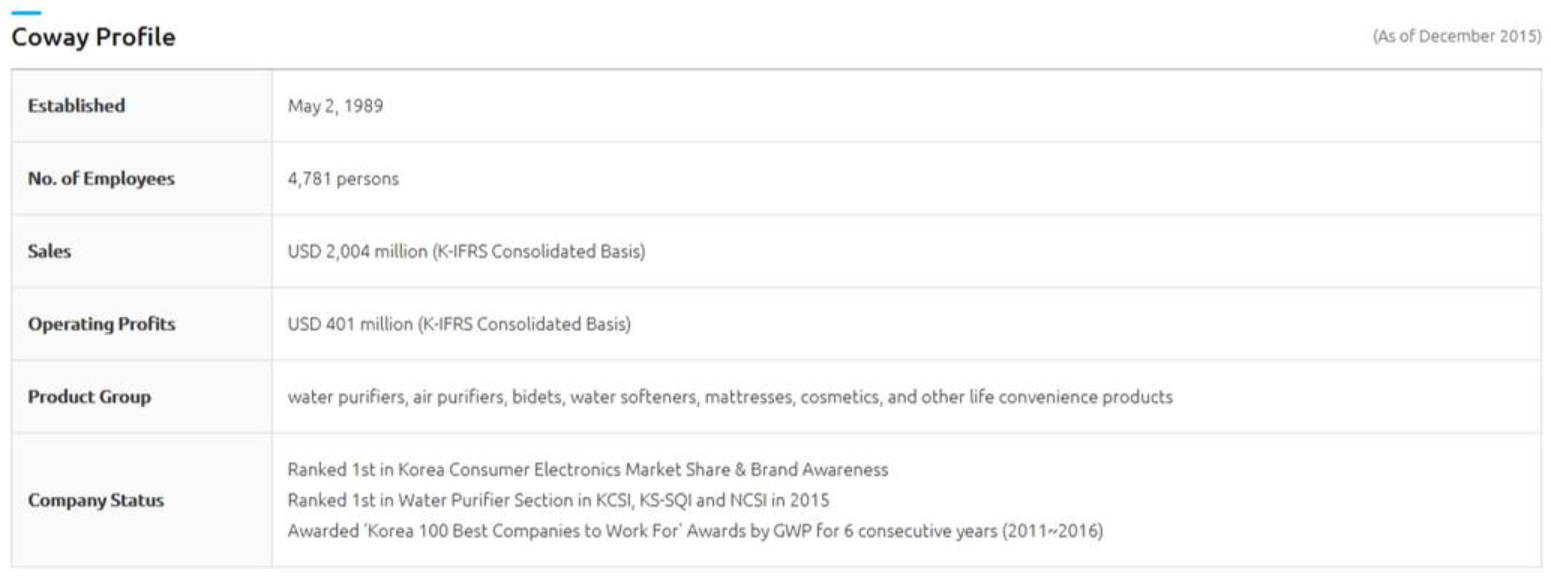 Coway Profile
(As of December 2015)
Established
May 2, 1989
No. of Employees
4,781 persons
Sales
USD 2,004 million (K-IFRS Consolidated Basis)
Operating Profits
USD 401 million (K-IFRS Consolidated Basis)
Product Group
water purifiers, air purifiers, bidets, water softeners, mattresses, cosmetics, and other life convenience products
Company Status
Ranked 1st in Korea Consumer Electronics Market Share & Brand Awareness
Ranked 1st in Water Purifier Section in KCSI, KS-SQI and NCSI in 2015
Awarded 'Korea 100 Best Companies to Work For' Awards by GWP for 6 consecutive years (2011~2016)